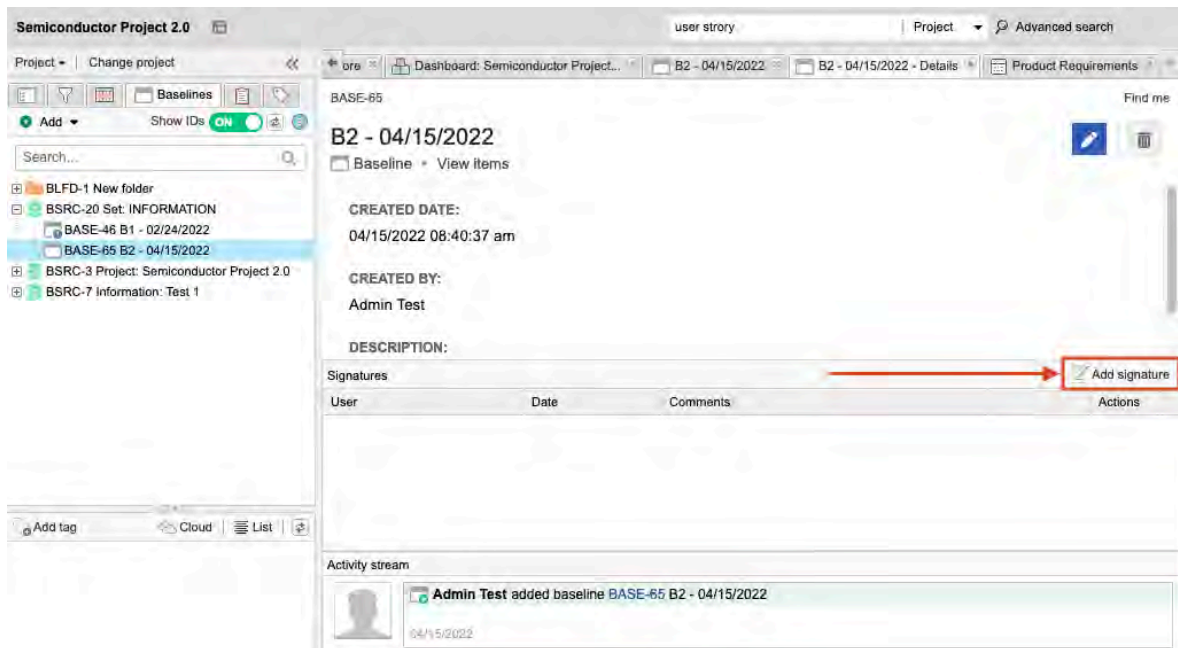 Semiconductor Project 2.0
user strory
Project
Advanced search
Project
Change project
ore
Dashboard: Semiconductor Project...
B2 - 04/15/2022
B2 - 04/15/2022 - Details
Product Requirements
Baselines
Add
Show IDs ON
Search...
BLFD-1 New folder
BSRC-20 Set: INFORMATION
BASE-46 B1 - 02/24/2022
BASE-65 B2 - 04/15/2022
BSRC-3 Project: Semiconductor Project 2.0
BSRC-7 Information: Test 1
Add tag
Cloud
List
BASE-65
Find me
B2 - 04/15/2022
Baseline • View items
CREATED DATE:
04/15/2022 08:40:37 am
CREATED BY:
Admin Test
DESCRIPTION:
Signatures
Add signature
User
Date
Comments
Actions
Activity stream
Admin Test added baseline BASE-65 B2 - 04/15/2022
04/15/2022